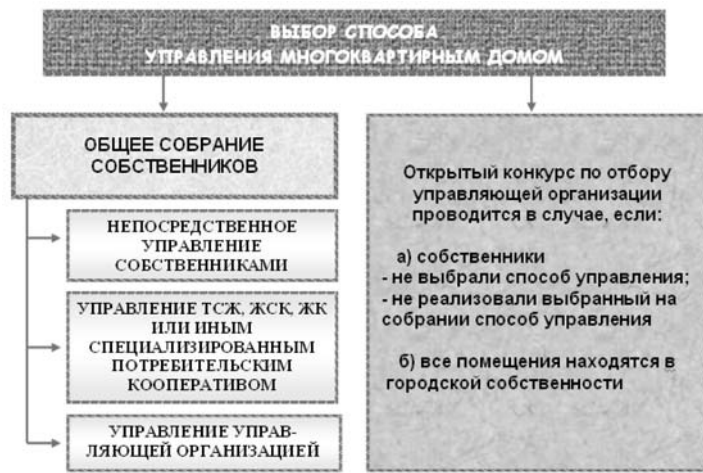 ВЫБОР СПОСОБА
УПРАВЛЕНИЯ МНОГОКВАРТИРНЫМ ДОМОМ
ОБЩЕЕ СОБРАНИЕ
СОБСТВЕННИКОВ
НЕПОСРЕДСТВЕННОЕ
УПРАВЛЕНИЕ
СОБСТВЕННИКАМИ
УПРАВЛЕНИЕ ТСЖ, ЖСК, ЖК
ИЛИ ИНЫМ
СПЕЦИАЛИЗИРОВАННЫМ
ПОТРЕБИТЕЛЬСКИМ
КООПЕРАТИВОМ
УПРАВЛЕНИЕ УПРАВ-
ЛЯЮЩЕЙ ОРГАНИЗАЦИЕЙ
Открытый конкурс по отбору
управляющей организации
проводится в случае, если:
а) собственники
- не выбрали способ управления;
- не реализовали выбранный на
собрании способ управления
б) все помещения находятся в
городской собственности